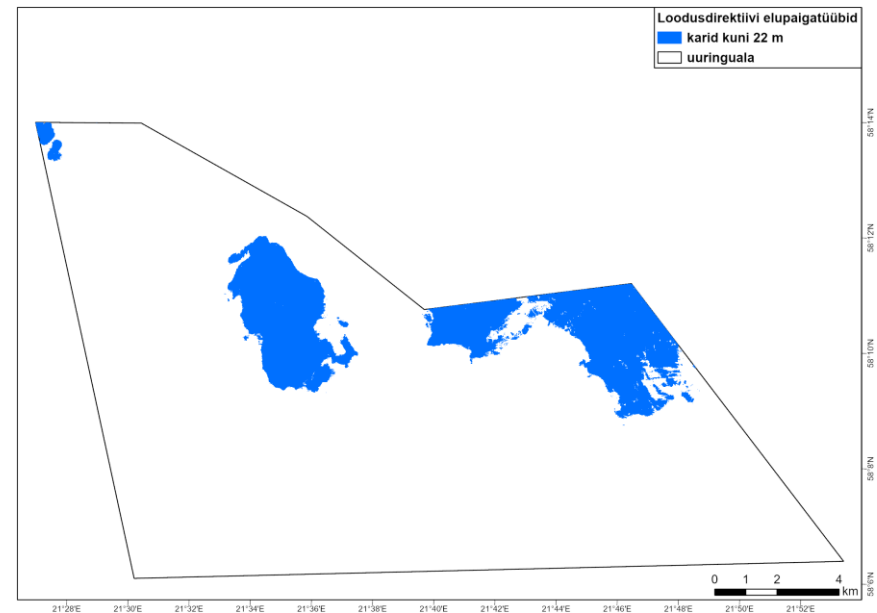 Loodusdirektiivi elupaigatüübid
karid kuni 22 m
uuringuala
58°14'N
58°12'N
58°10'N
58°8'N
58°6'N
0 1 2 4
km
21°28'E 21°30'E 21°32'E 21°34'E 21°36'E 21°38'E 21°40'E 21°42'E 21°44'E 21°46'E 21°48'E 21°50'E 21°52'E